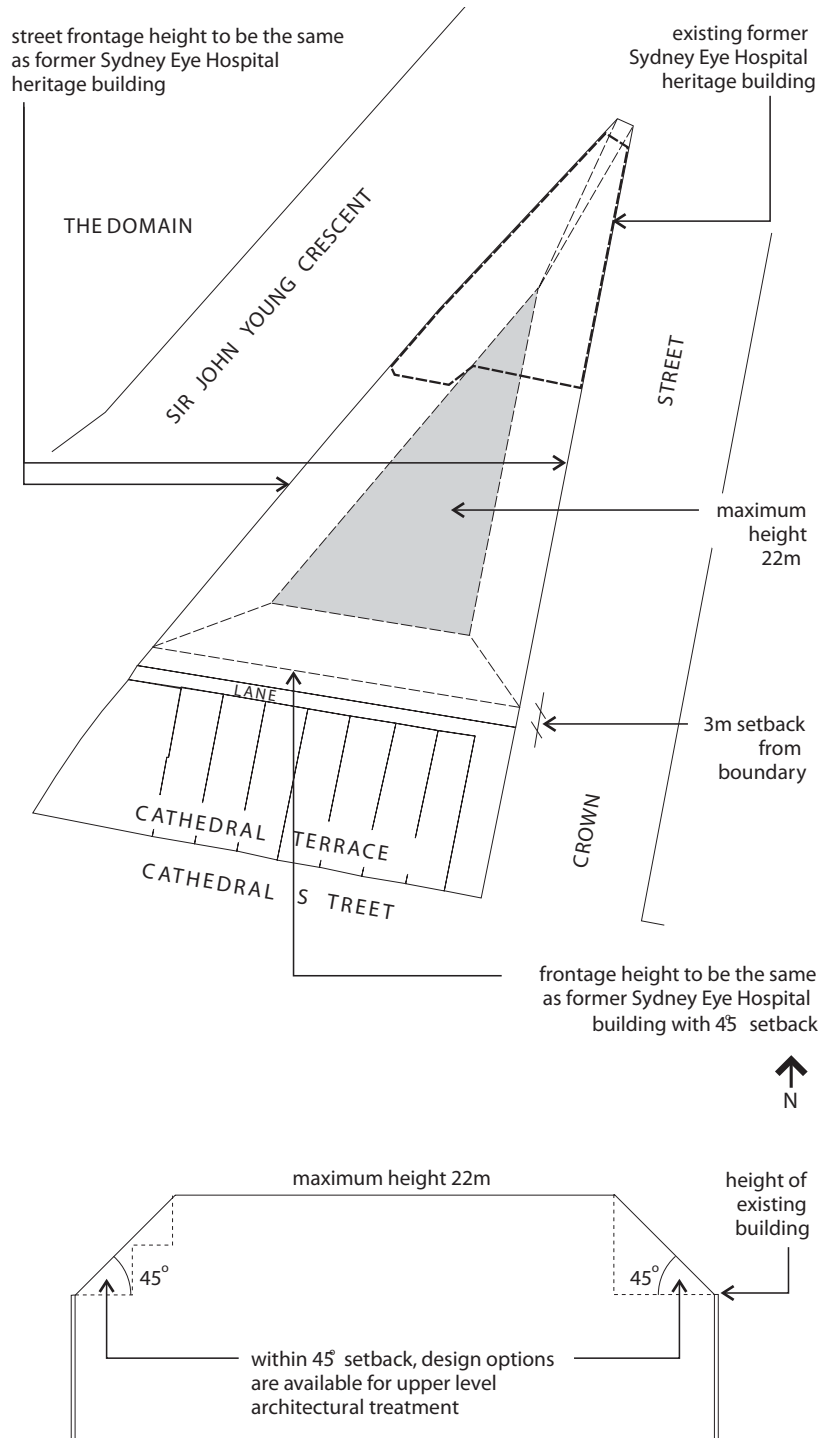 street frontage height to be the same
as former Sydney Eye Hospital
heritage building
existing former
Sydney Eye Hospital
heritage building
THE DOMAIN
SIR JOHN YOUNG CRESCENT
STREET
maximum
height
22m
LANE
3m setback
from
boundary
CATHEDRAL TERRACE
CROWN
CATHEDRAL S TREET
frontage height to be the same
as former Sydney Eye Hospital
building with 45° setback
N
maximum height 22m
height of
existing
building
45°
45°
within 45° setback, design options
are available for upper level
architectural treatment